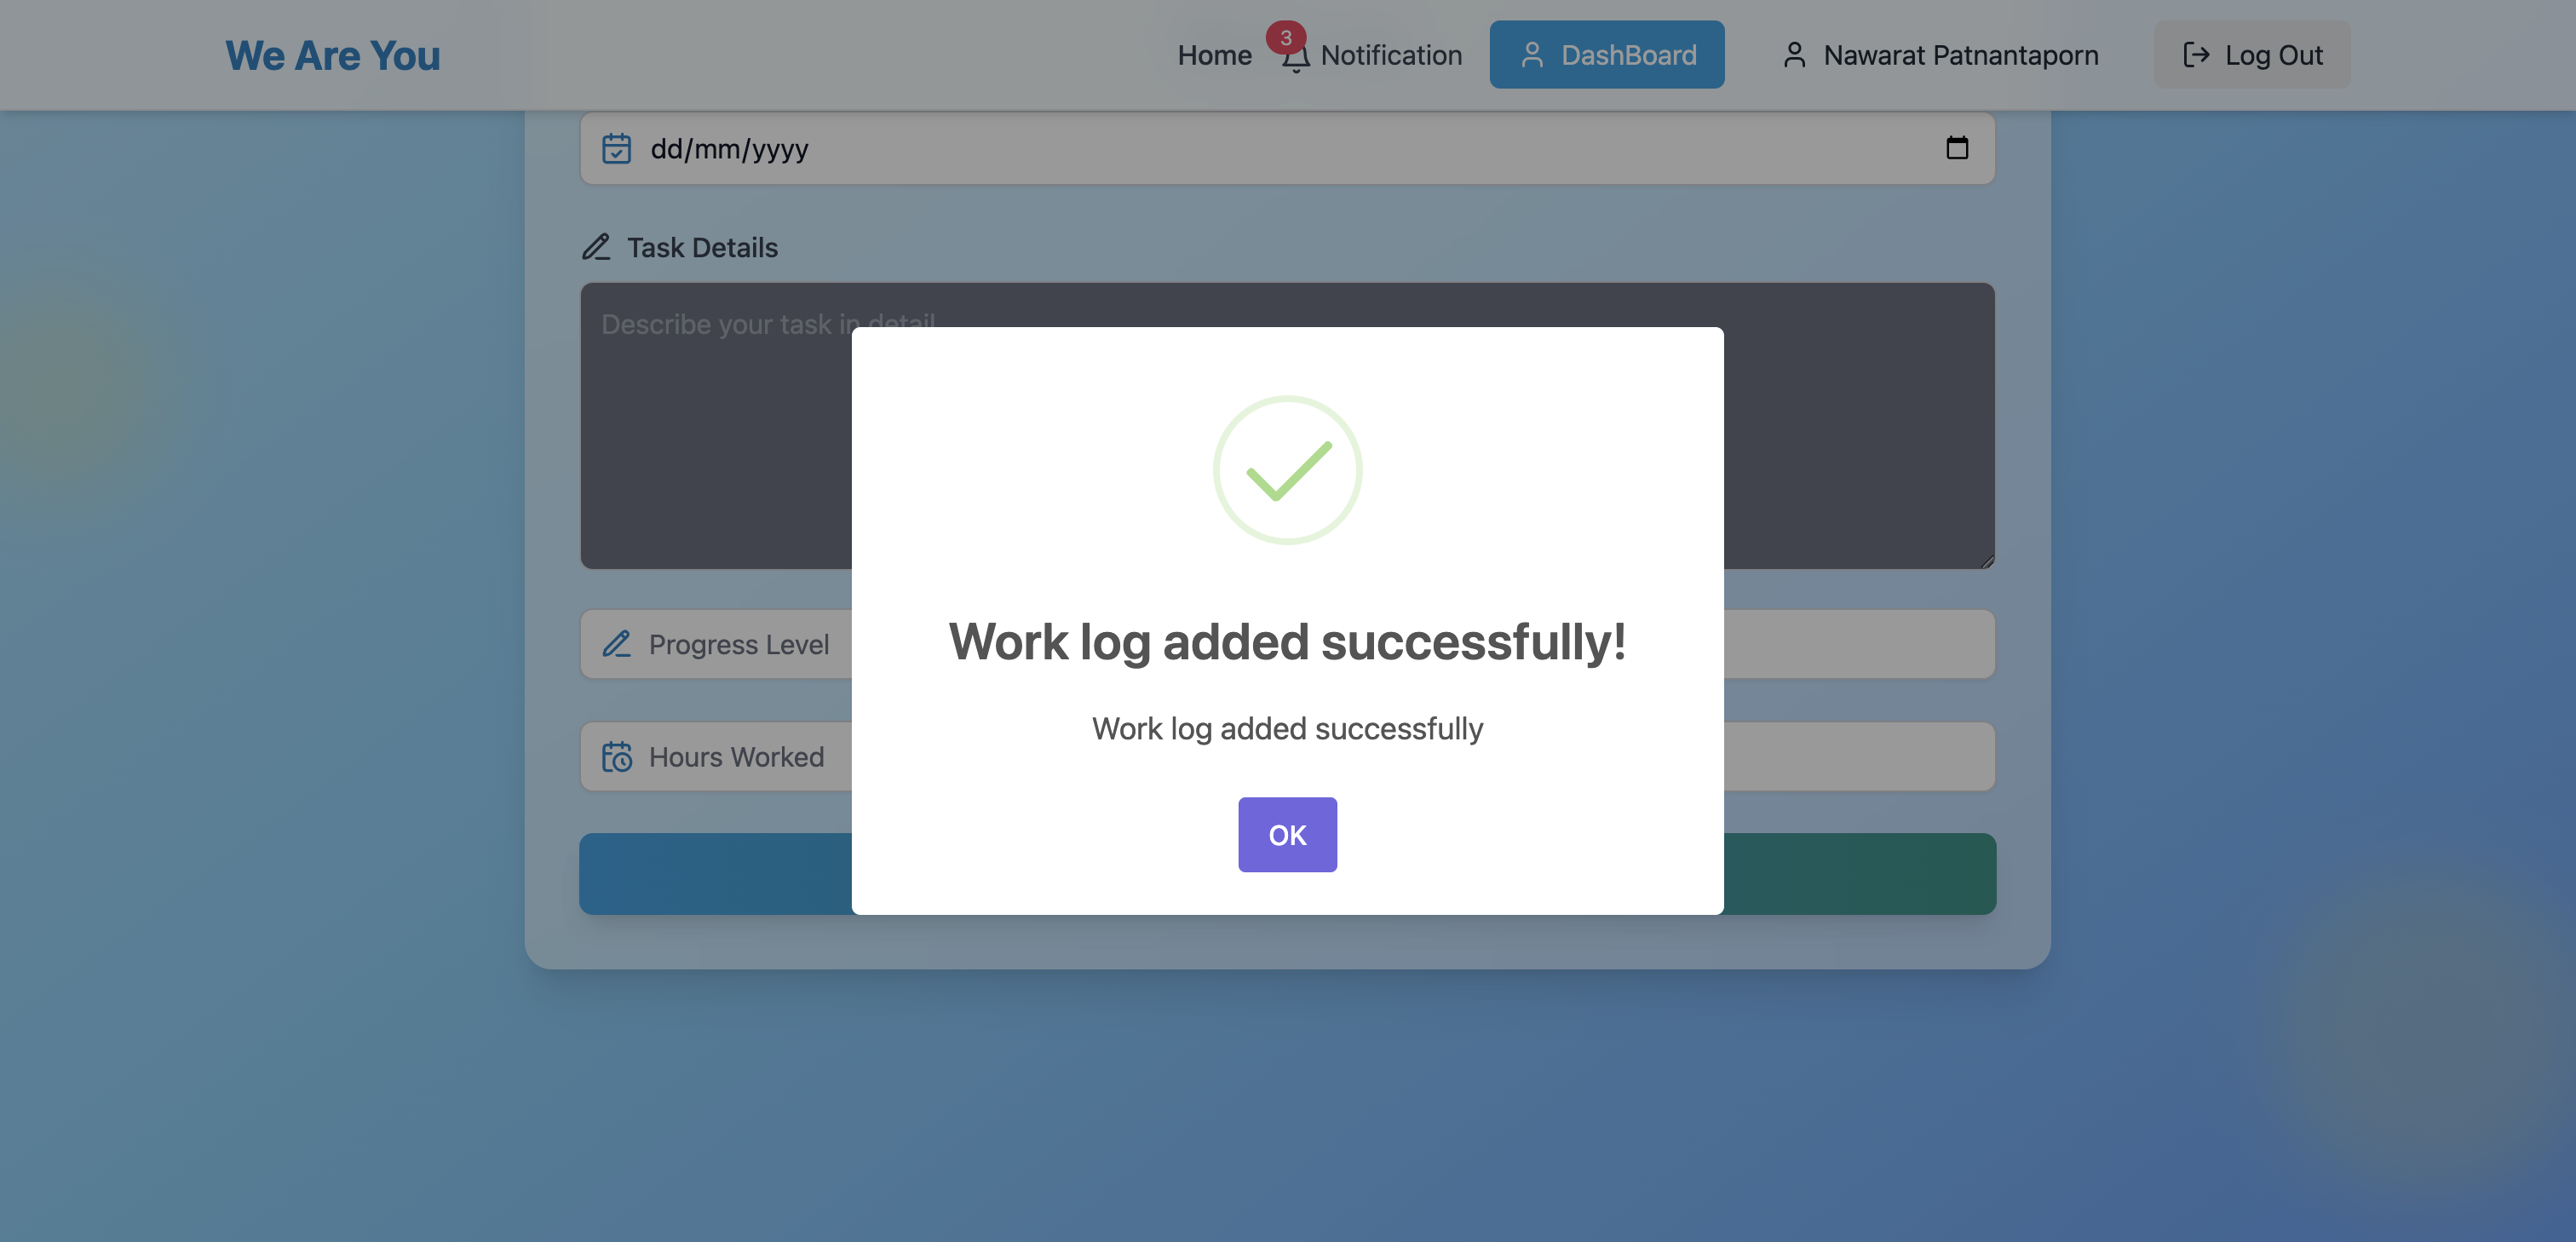 We Are You
Home
3
Notification
DashBoard
Nawarat Patnantaporn
Log Out
dd/mm/yyyy
Task Details
Describe your task in detail
Work log added successfully!
Work log added successfully
OK
Progress Level
Hours Worked